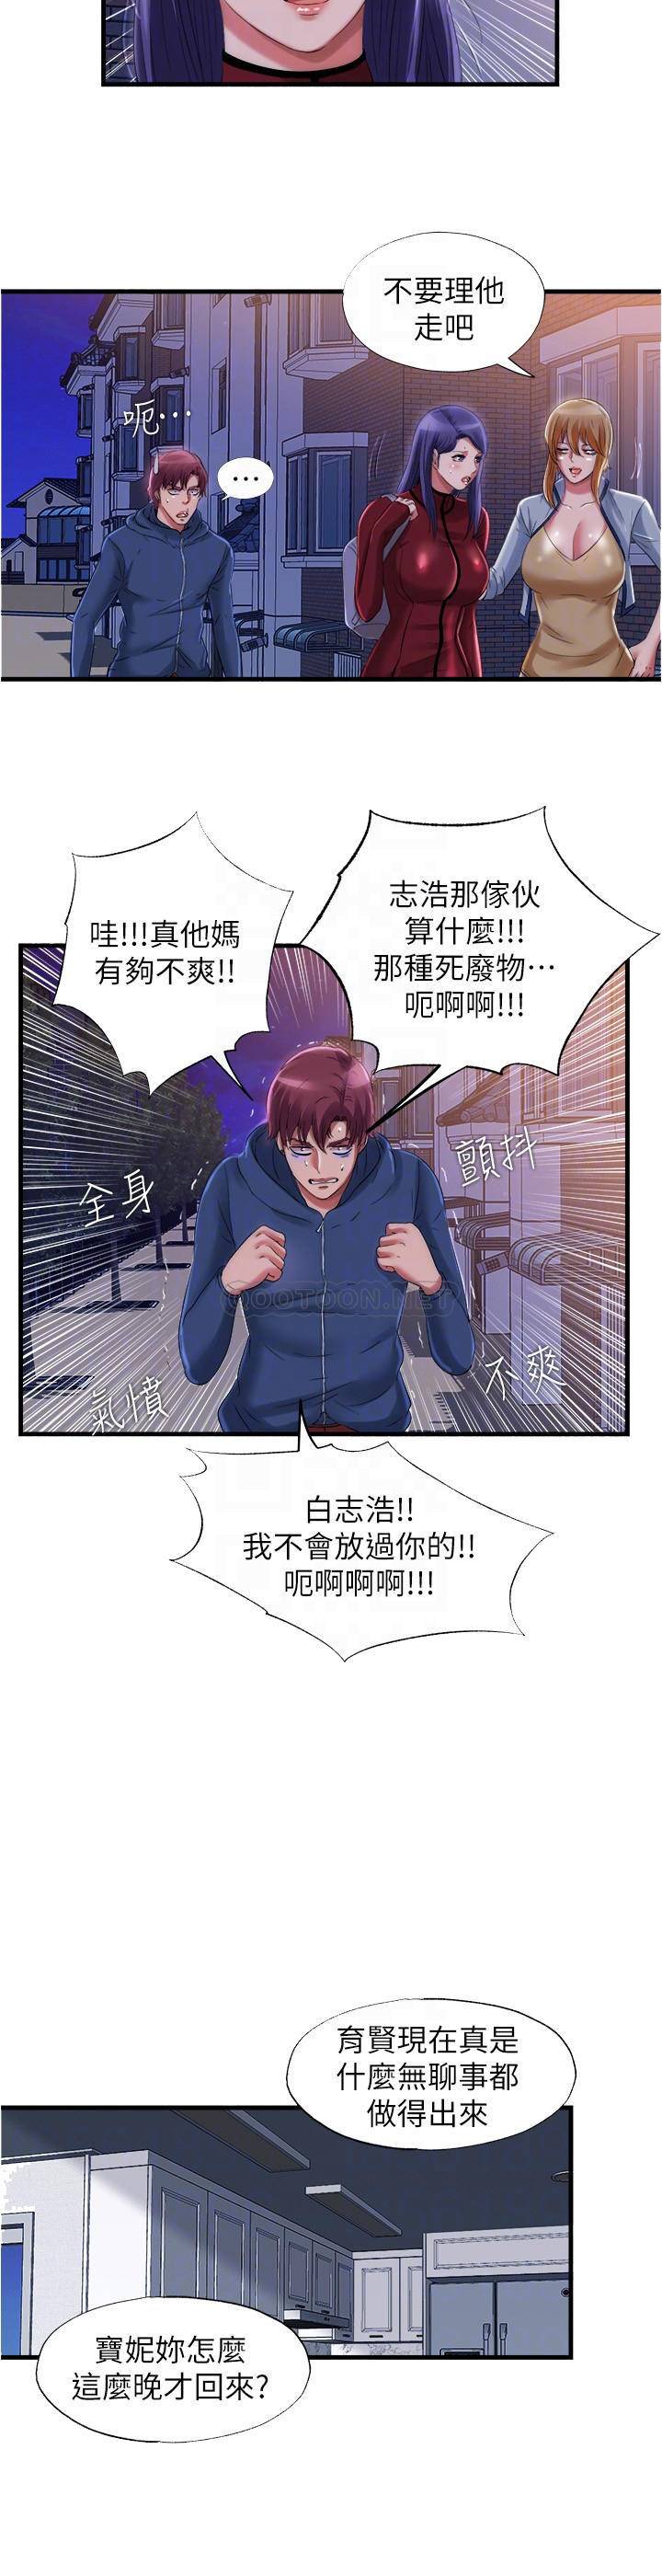 不要理他
走吧
呃…
…
志浩那傢伙
算什麼!!!
那種死廢物…
呃啊啊!!!
哇!!!真他媽
有夠不爽!!
全身
顫抖
氣憤
不爽
QOOTOON.NET
白志浩!!
我不會放過你的!!
呃啊啊啊!!!
育賢現在真是
什麼無聊事都
做得出來
寶妮妳怎麼
這麼晚才回來?